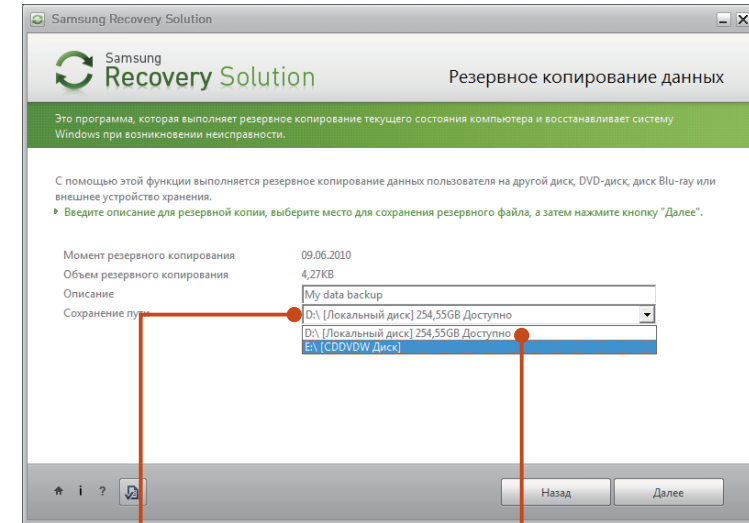 Samsung Recovery Solution
Samsung
Recovery Solution
Резервное копирование данных
Это программа, которая выполняет резервное копирование текущего состояния компьютера и восстанавливает систему
Windows при возникновении неисправности.
С помощью этой функции выполняется резервное копирование данных пользователя на другой диск, DVD-диск, диск Blu-ray или
внешнее устройство хранения.
Введите описание для резервной копии, выберите место для сохранения резервного файла, а затем нажмите кнопку "Далее".
Момент резервного копирования 09.06.2010
Объем резервного копирования 4,27KB
Описание My data backup
Сохранение пути D:\ [Локальный диск] 254,55GB Доступно
D:\ [Локальный диск] 254,55GB Доступно
E:\ [CDDVDW Диск]
i ? Назад Далее